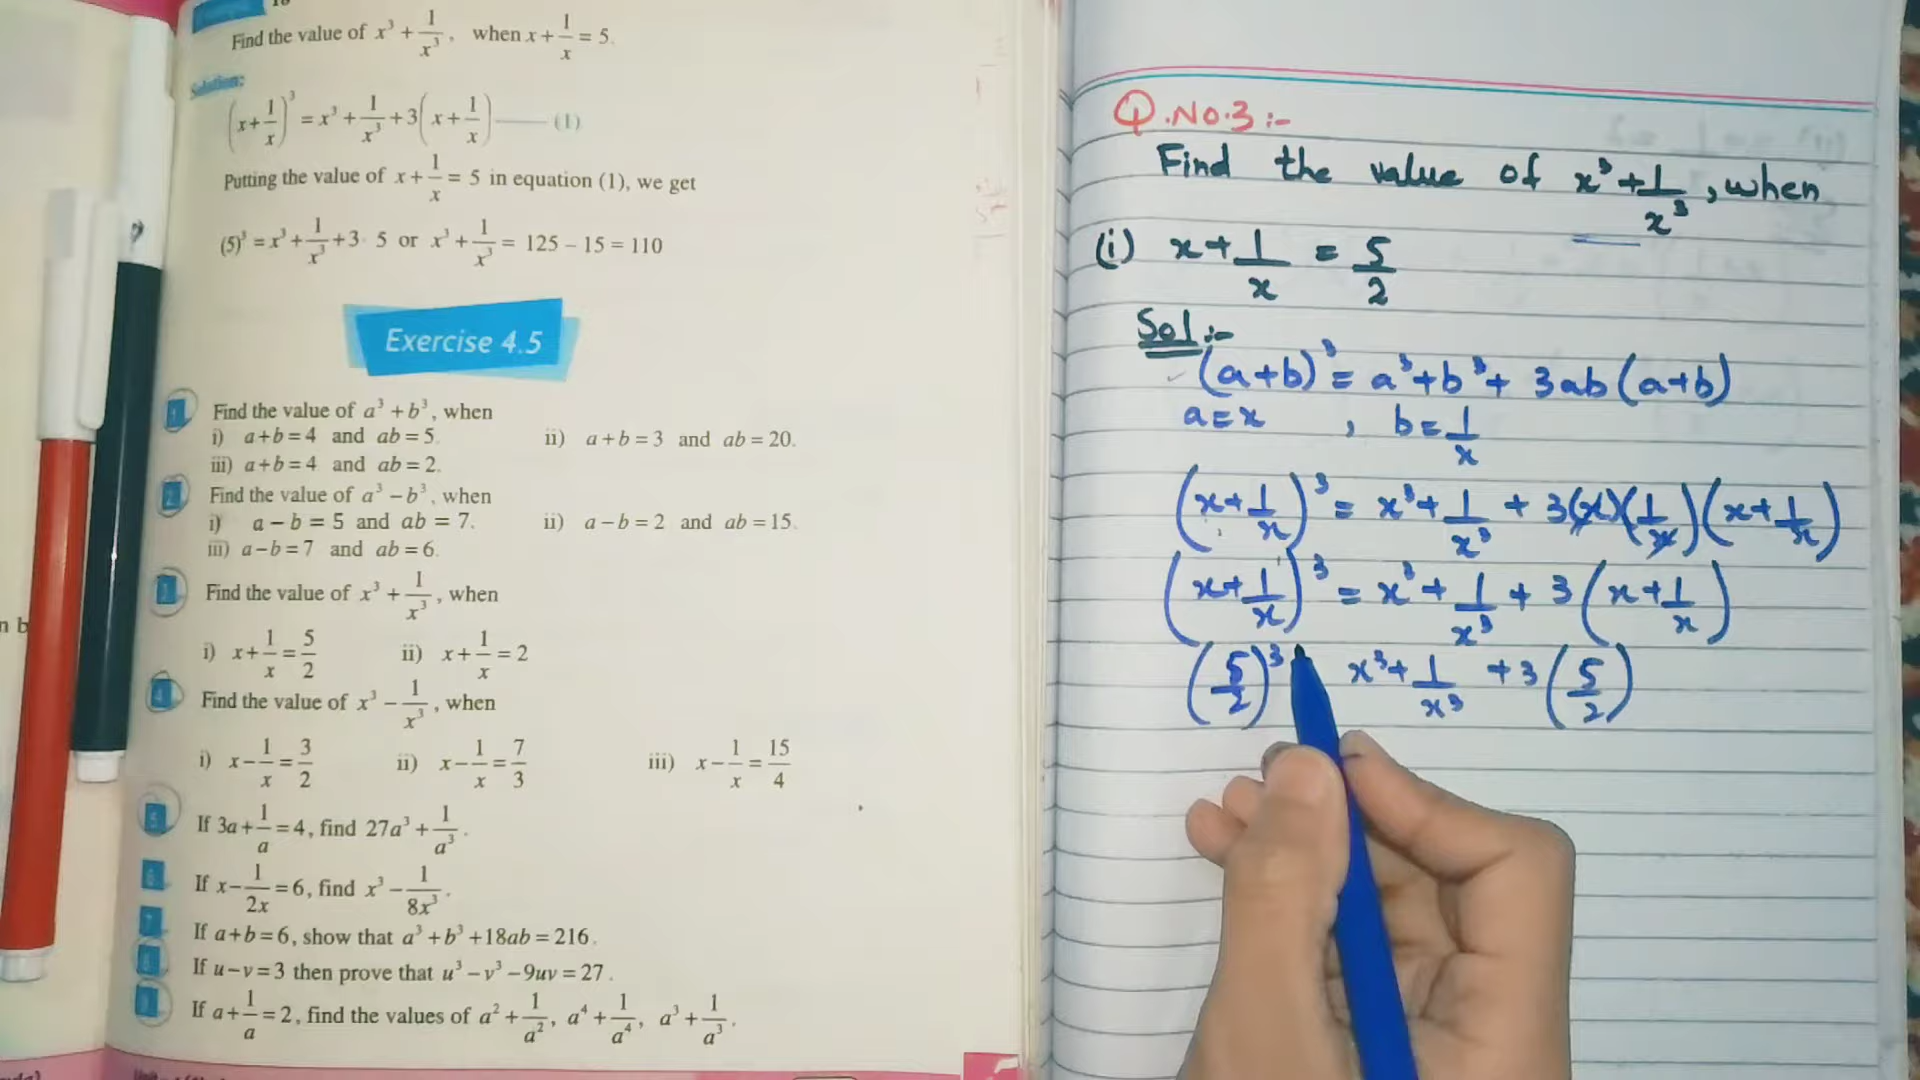 Find the value of x³ + 1/x³, when x + 1/x = 5.
Solution:
(x + 1/x)³ = x³ + 1/x³ + 3(x + 1/x) —— (1)
Putting the value of x + 1/x = 5 in equation (1), we get
(5)³ = x³ + 1/x³ + 3· 5 or x³ + 1/x³ = 125 – 15 = 110
Exercise 4.5
1. Find the value of a³ + b³, when
i) a + b = 4 and ab = 5. ii) a + b = 3 and ab = 20.
iii) a + b = 4 and ab = 2.
2. Find the value of a³ – b³, when
i) a – b = 5 and ab = 7. ii) a – b = 2 and ab = 15.
iii) a – b = 7 and ab = 6.
3. Find the value of x³ + 1/x³, when
i) x + 1/x = 5/2 ii) x + 1/x = 2
4. Find the value of x³ – 1/x³, when
i) x – 1/x = 3/2 ii) x – 1/x = 7/3 iii) x – 1/x = 15/4
5. If 3a + 1/a = 4, find 27a³ + 1/a³.
6. If x – 1/2x = 6, find x³ – 1/8x³.
7. If a + b = 6, show that a³ + b³ + 18ab = 216.
8. If u – v = 3 then prove that u³ – v³ – 9uv = 27.
9. If a + 1/a = 2, find the values of a² + 1/a², a⁴ + 1/a⁴, a³ + 1/a³.
Q.No.3:-
Find the value of x³ + 1/x³, when
(i) x + 1/x = 5/2
Sol:-
(a+b)³ = a³ + b³ + 3ab(a+b)
a = x , b = 1/x
(x + 1/x)³ = x³ + 1/x³ + 3(x)(1/x)(x + 1/x)
(x + 1/x)³ = x³ + 1/x³ + 3(x + 1/x)
(5/2)³ x³ + 1/x³ + 3(5/2)